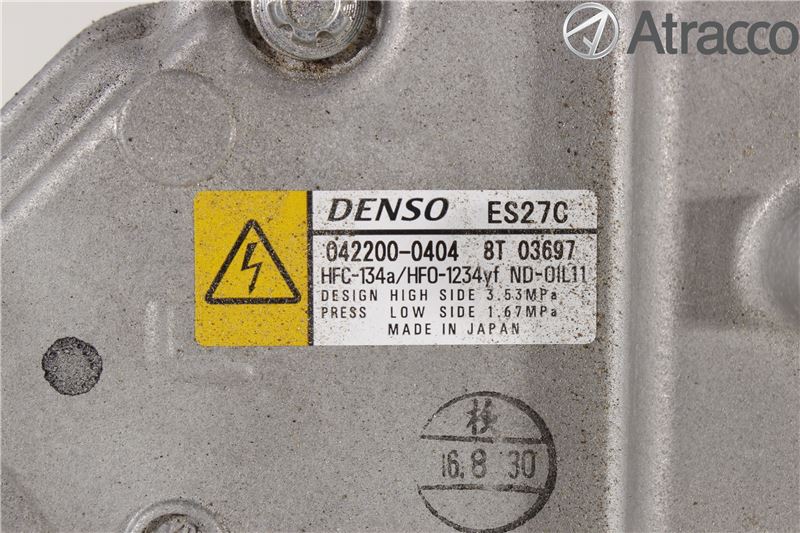 Atracco
DENSO ES27C
042200-0404 8T 03697
HFC-134a/HFO-1234yf ND-OIL11
DESIGN HIGH SIDE 3.53MPa
PRESS LOW SIDE 1.67MPa
MADE IN JAPAN
検
16.8.30